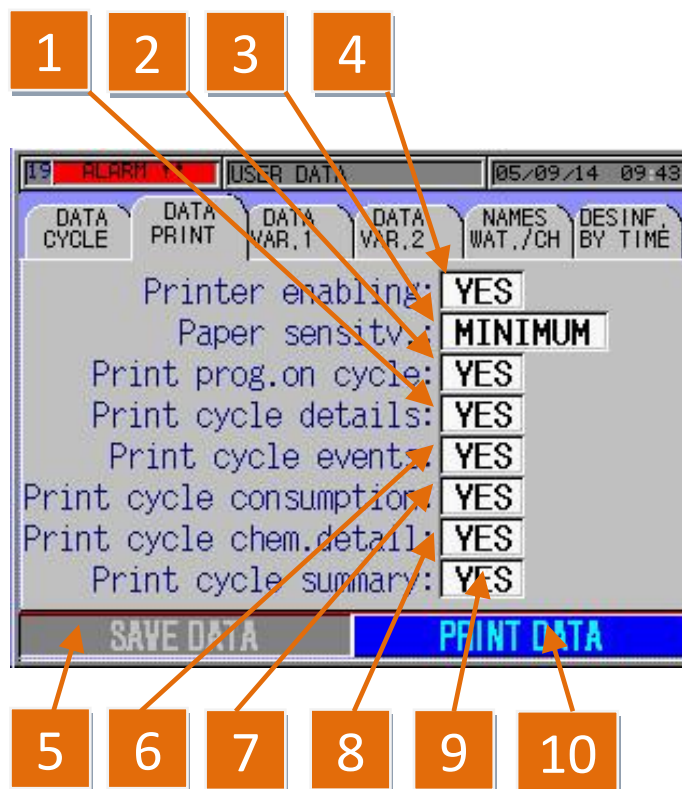 1 2 3 4
19 ALARM USER DATA 05/09/14 09:43
DATA CYCLE DATA PRINT DATA VAR.1 DATA VAR.2 NAMES WAT./CH DESINF. BY TIME
Printer enabling: YES
Paper sensitv.: MINIMUM
Print prog.on cycle: YES
Print cycle details: YES
Print cycle events: YES
Print cycle consumption: YES
Print cycle chem.detail: YES
Print cycle summary: YES
SAVE DATA PRINT DATA
5 6 7 8 9 10